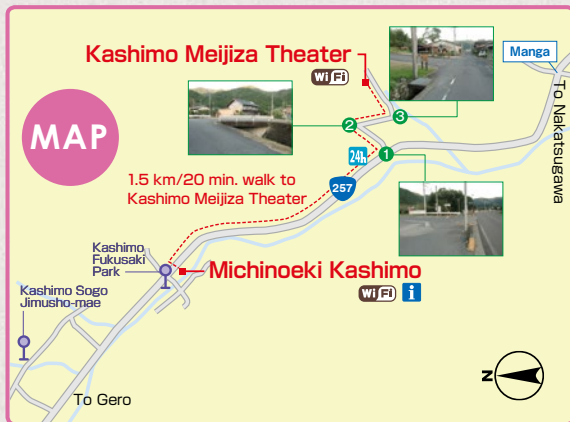 Kashimo Meijiza Theater
Wi Fi
Manga
To Nakatsugawa
MAP
3
2
24h
1
1.5 km/20 min. walk to
Kashimo Meijiza Theater
257
Kashimo
Fukusaki
Park
Michinoeki Kashimo
Wi Fi i
Kashimo Sogo
Jimusho-mae
To Gero
N